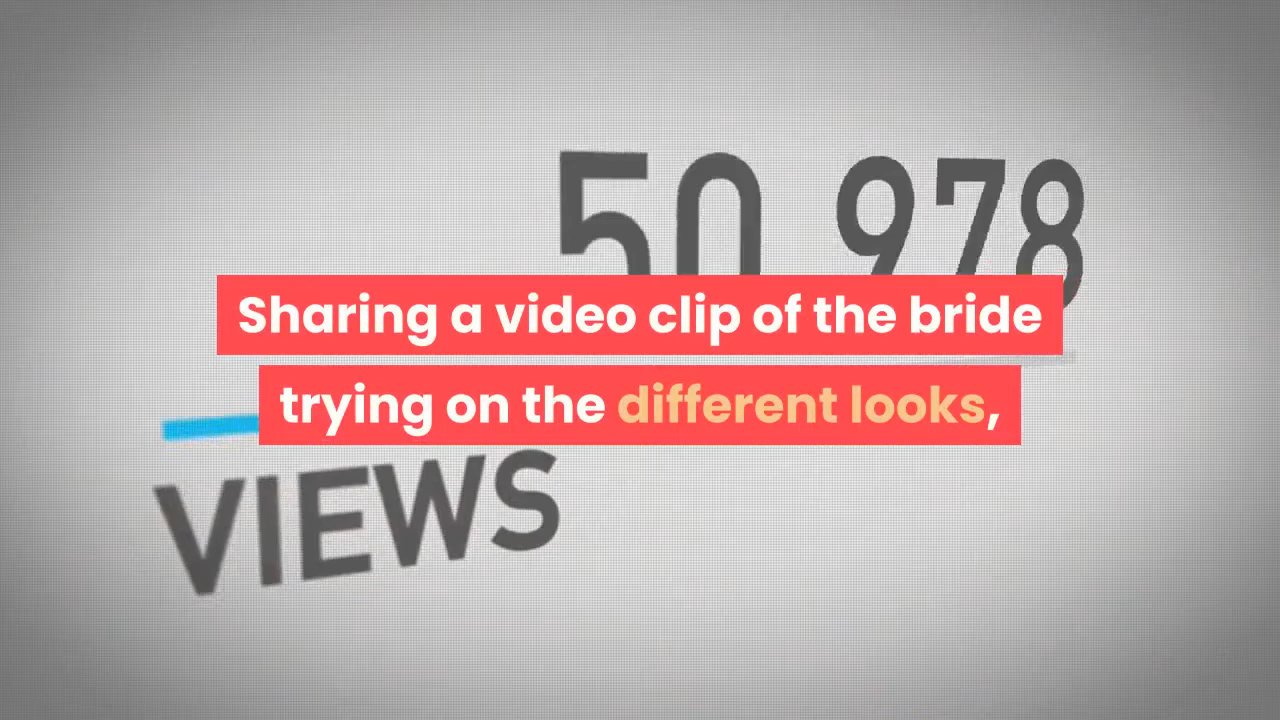 50 978
Sharing a video clip of the bride
trying on the different looks,
VIEWS